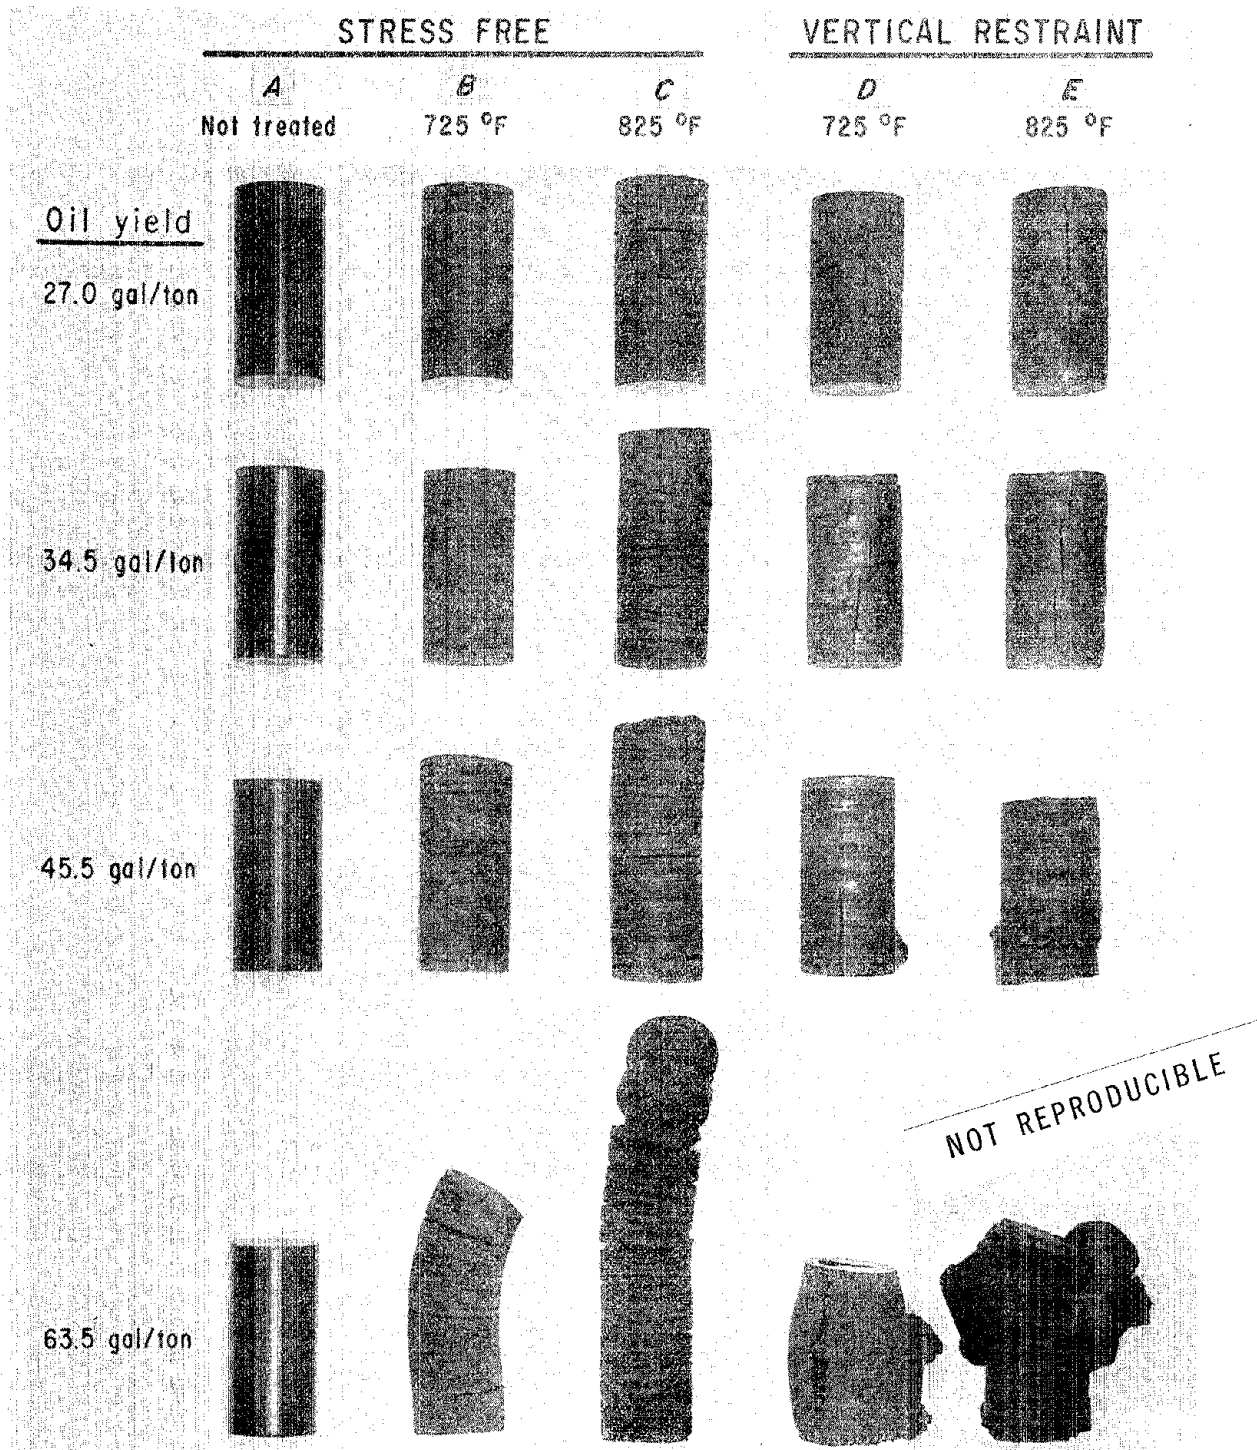 STRESS FREE VERTICAL RESTRAINT
A B C D E
Not treated 725 °F 825 °F 725 °F 825 °F
Oil yield
27.0 gal/ton
34.5 gal/ton
45.5 gal/ton
NOT REPRODUCIBLE
63.5 gal/ton